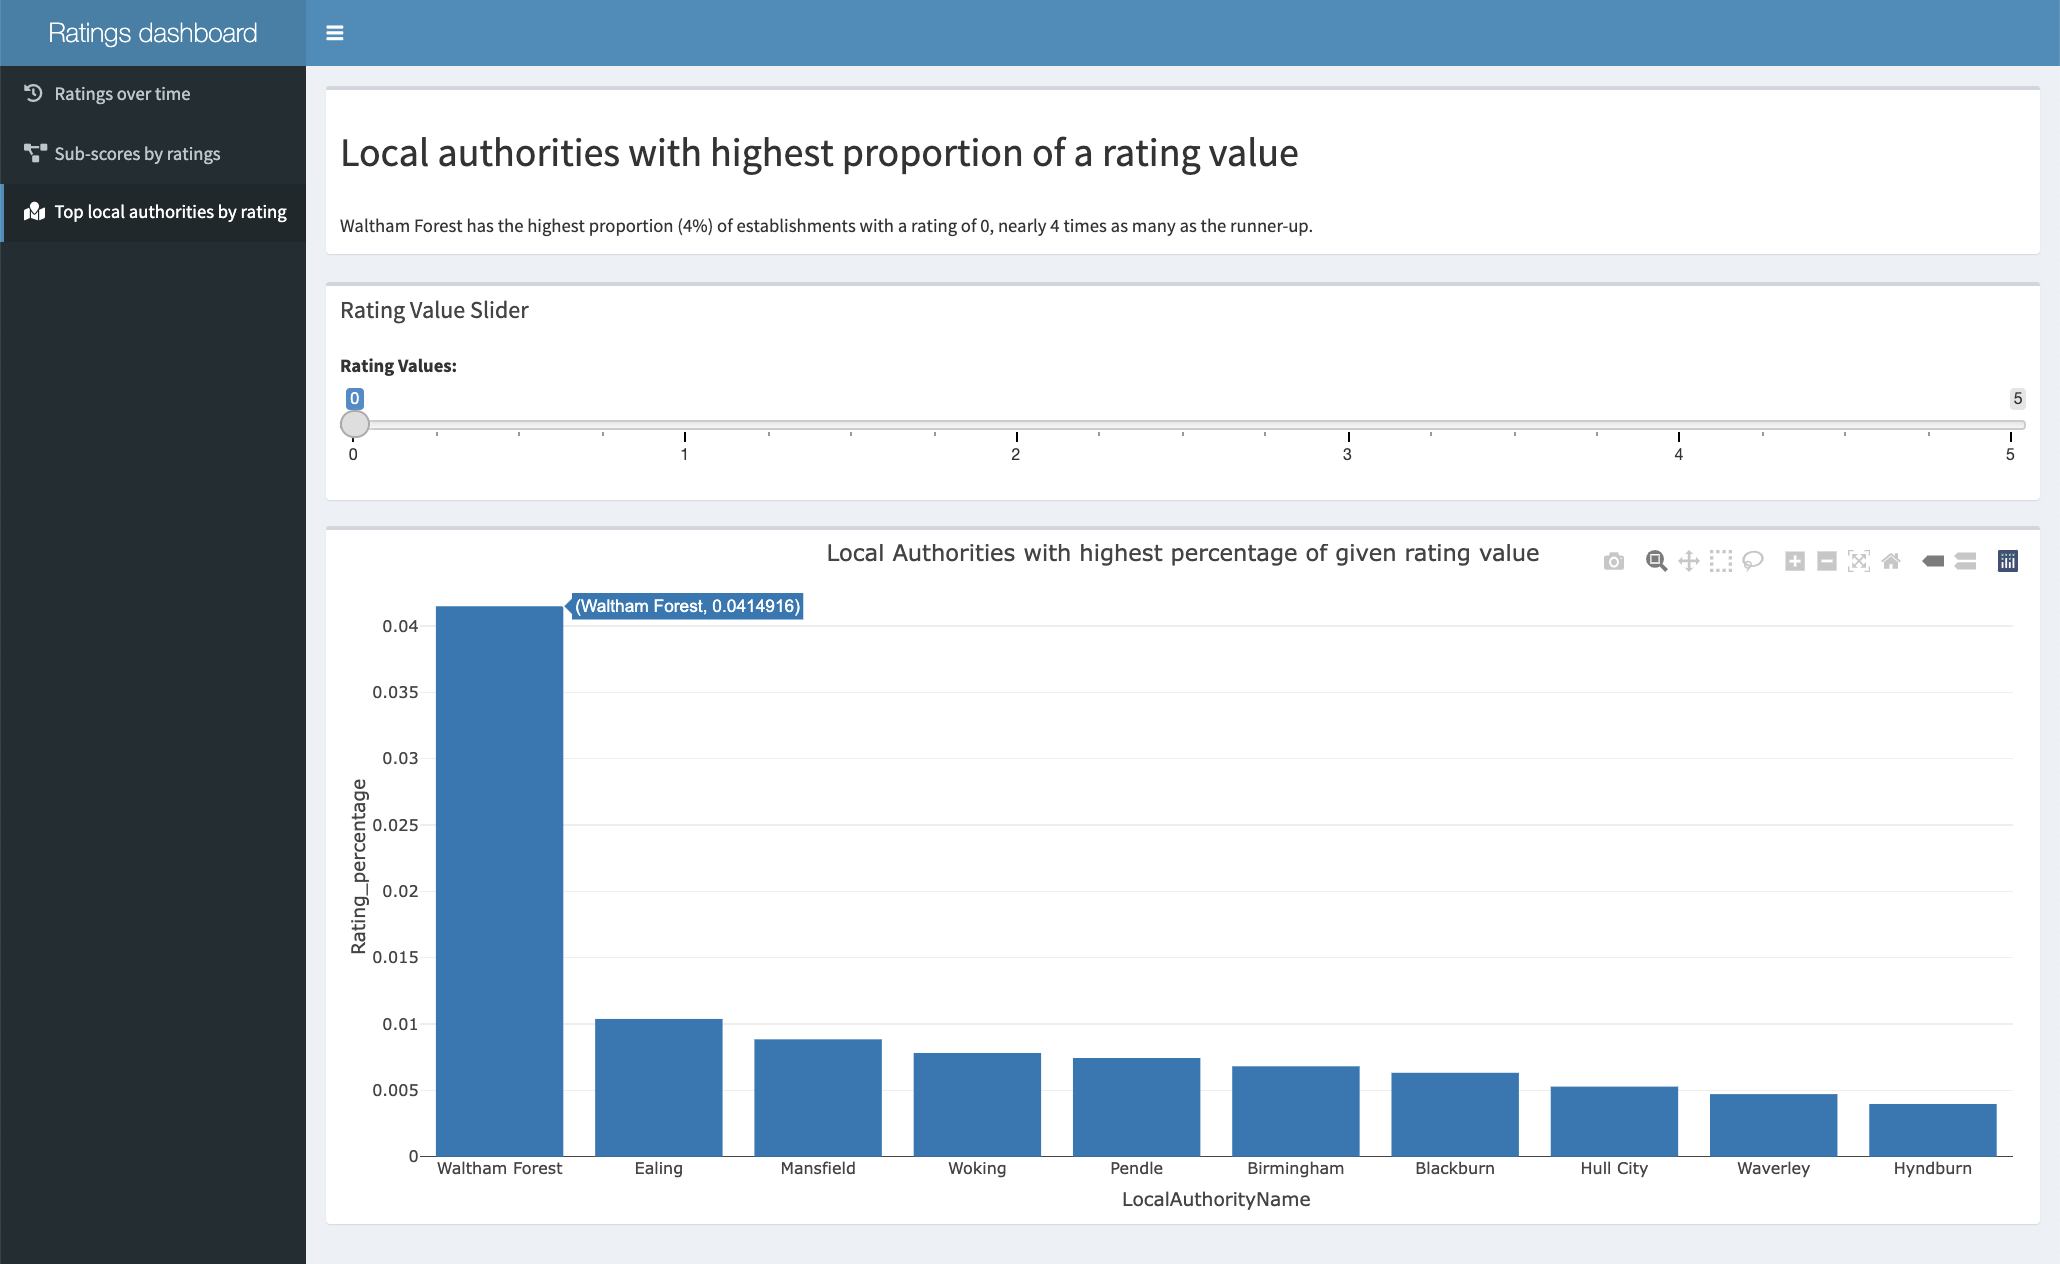 Ratings dashboard
Ratings over time
Sub-scores by ratings
Top local authorities by rating
Local authorities with highest proportion of a rating value
Waltham Forest has the highest proportion (4%) of establishments with a rating of 0, nearly 4 times as many as the runner-up.
Rating Value Slider
Rating Values:
0 5
0 1 2 3 4 5
Local Authorities with highest percentage of given rating value
(Waltham Forest, 0.0414916)
0.04
0.035
0.03
0.025
0.02
0.015
0.01
0.005
0
Rating_percentage
Waltham Forest Ealing Mansfield Woking Pendle Birmingham Blackburn Hull City Waverley Hyndburn
LocalAuthorityName